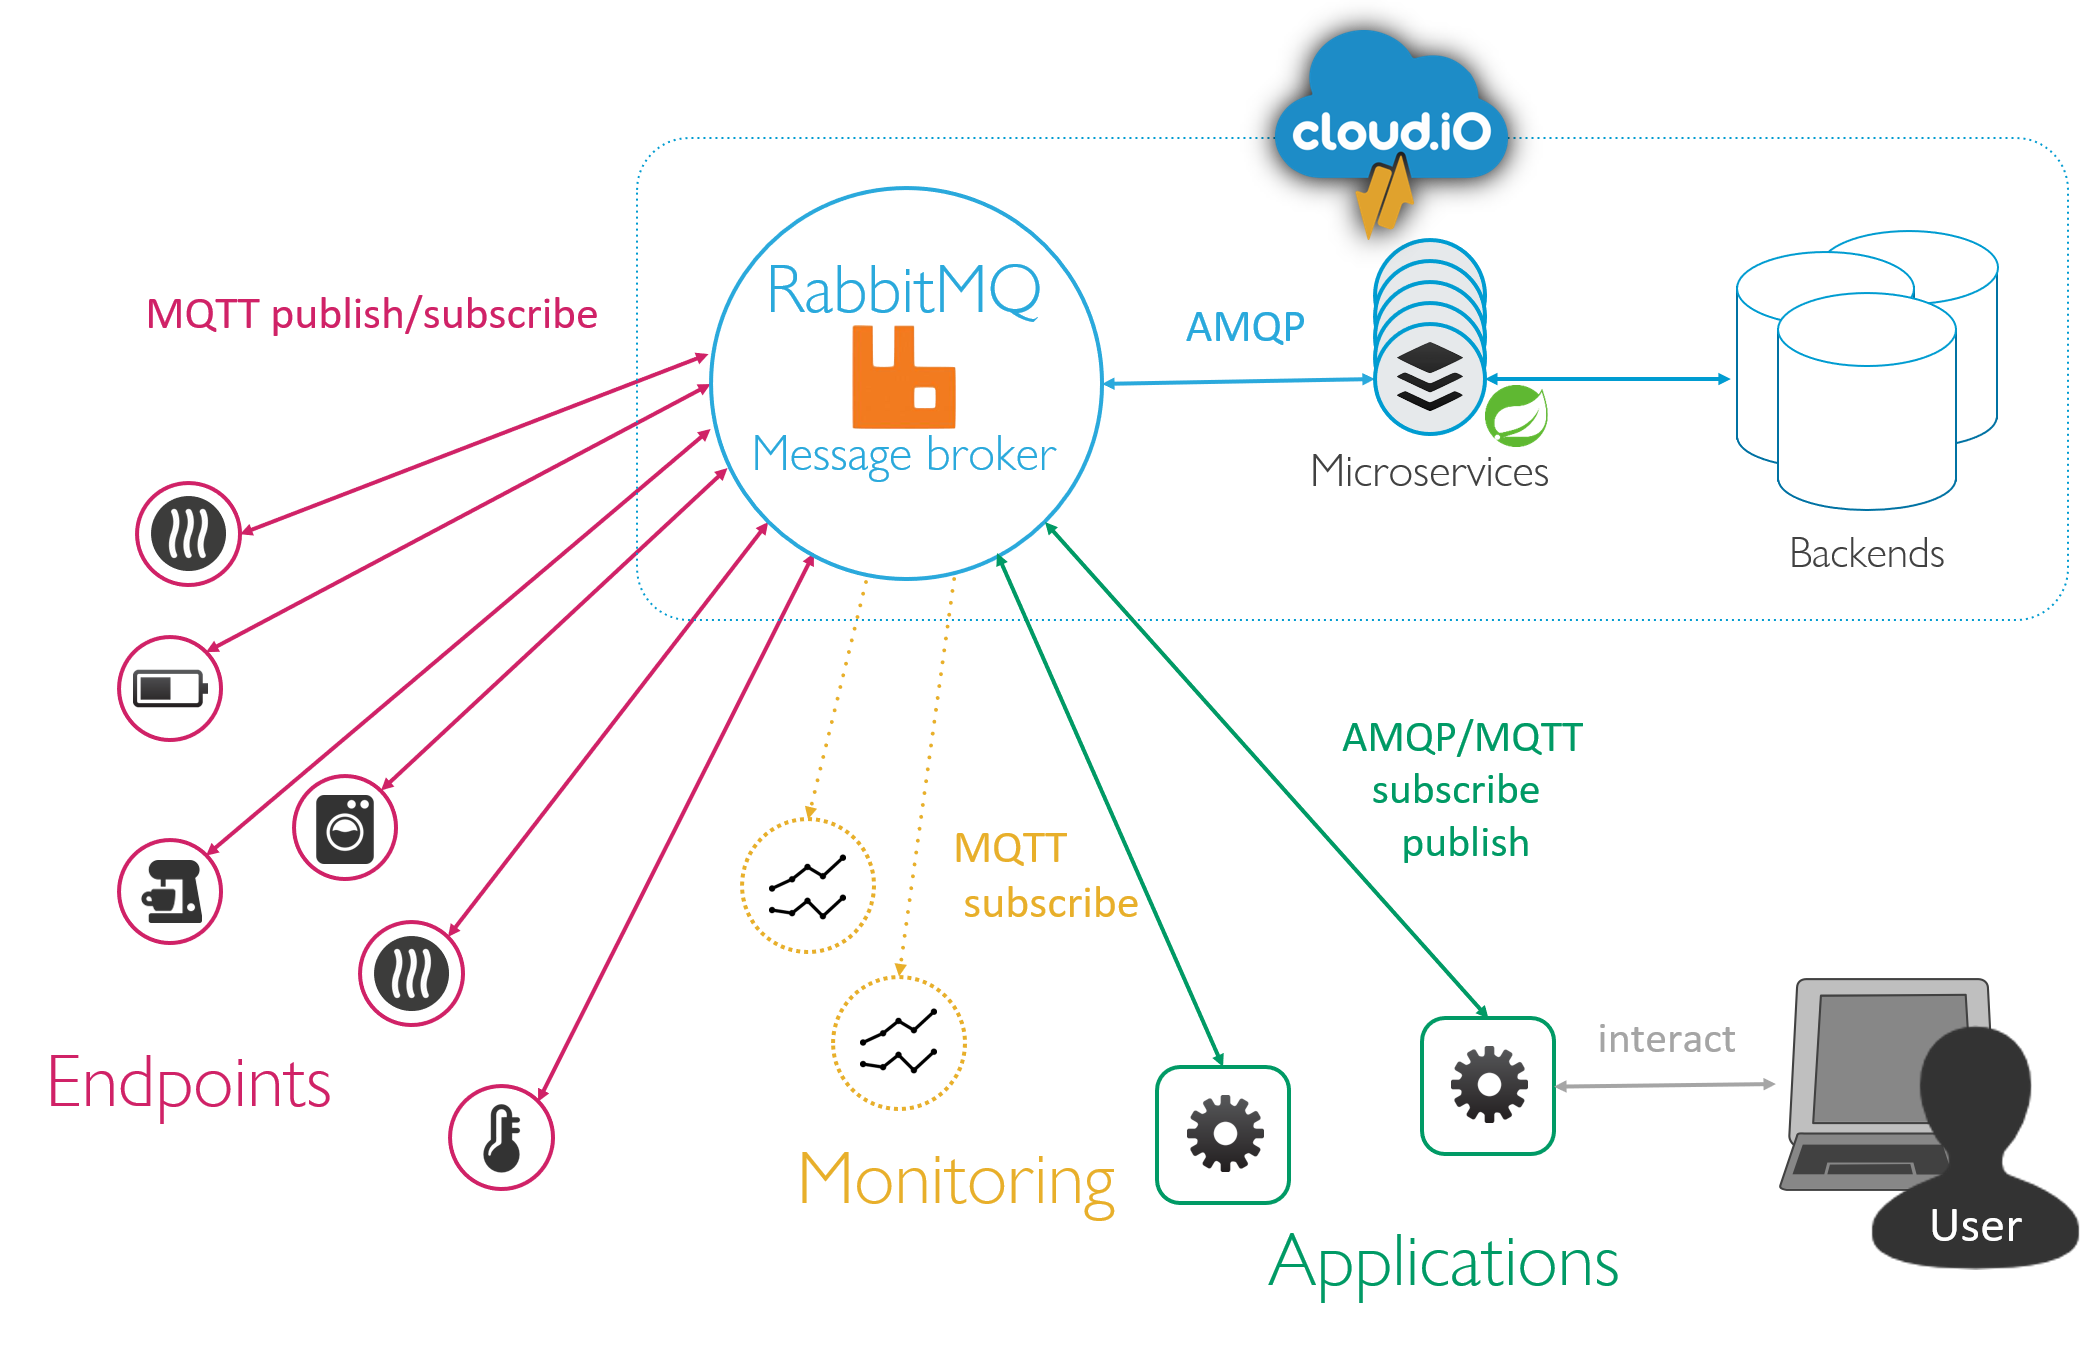 cloud.iO
RabbitMQ
Message broker
MQTT publish/subscribe
AMQP
Microservices
Backends
AMQP/MQTT
subscribe
publish
MQTT
subscribe
interact
Endpoints
Monitoring
Applications
User